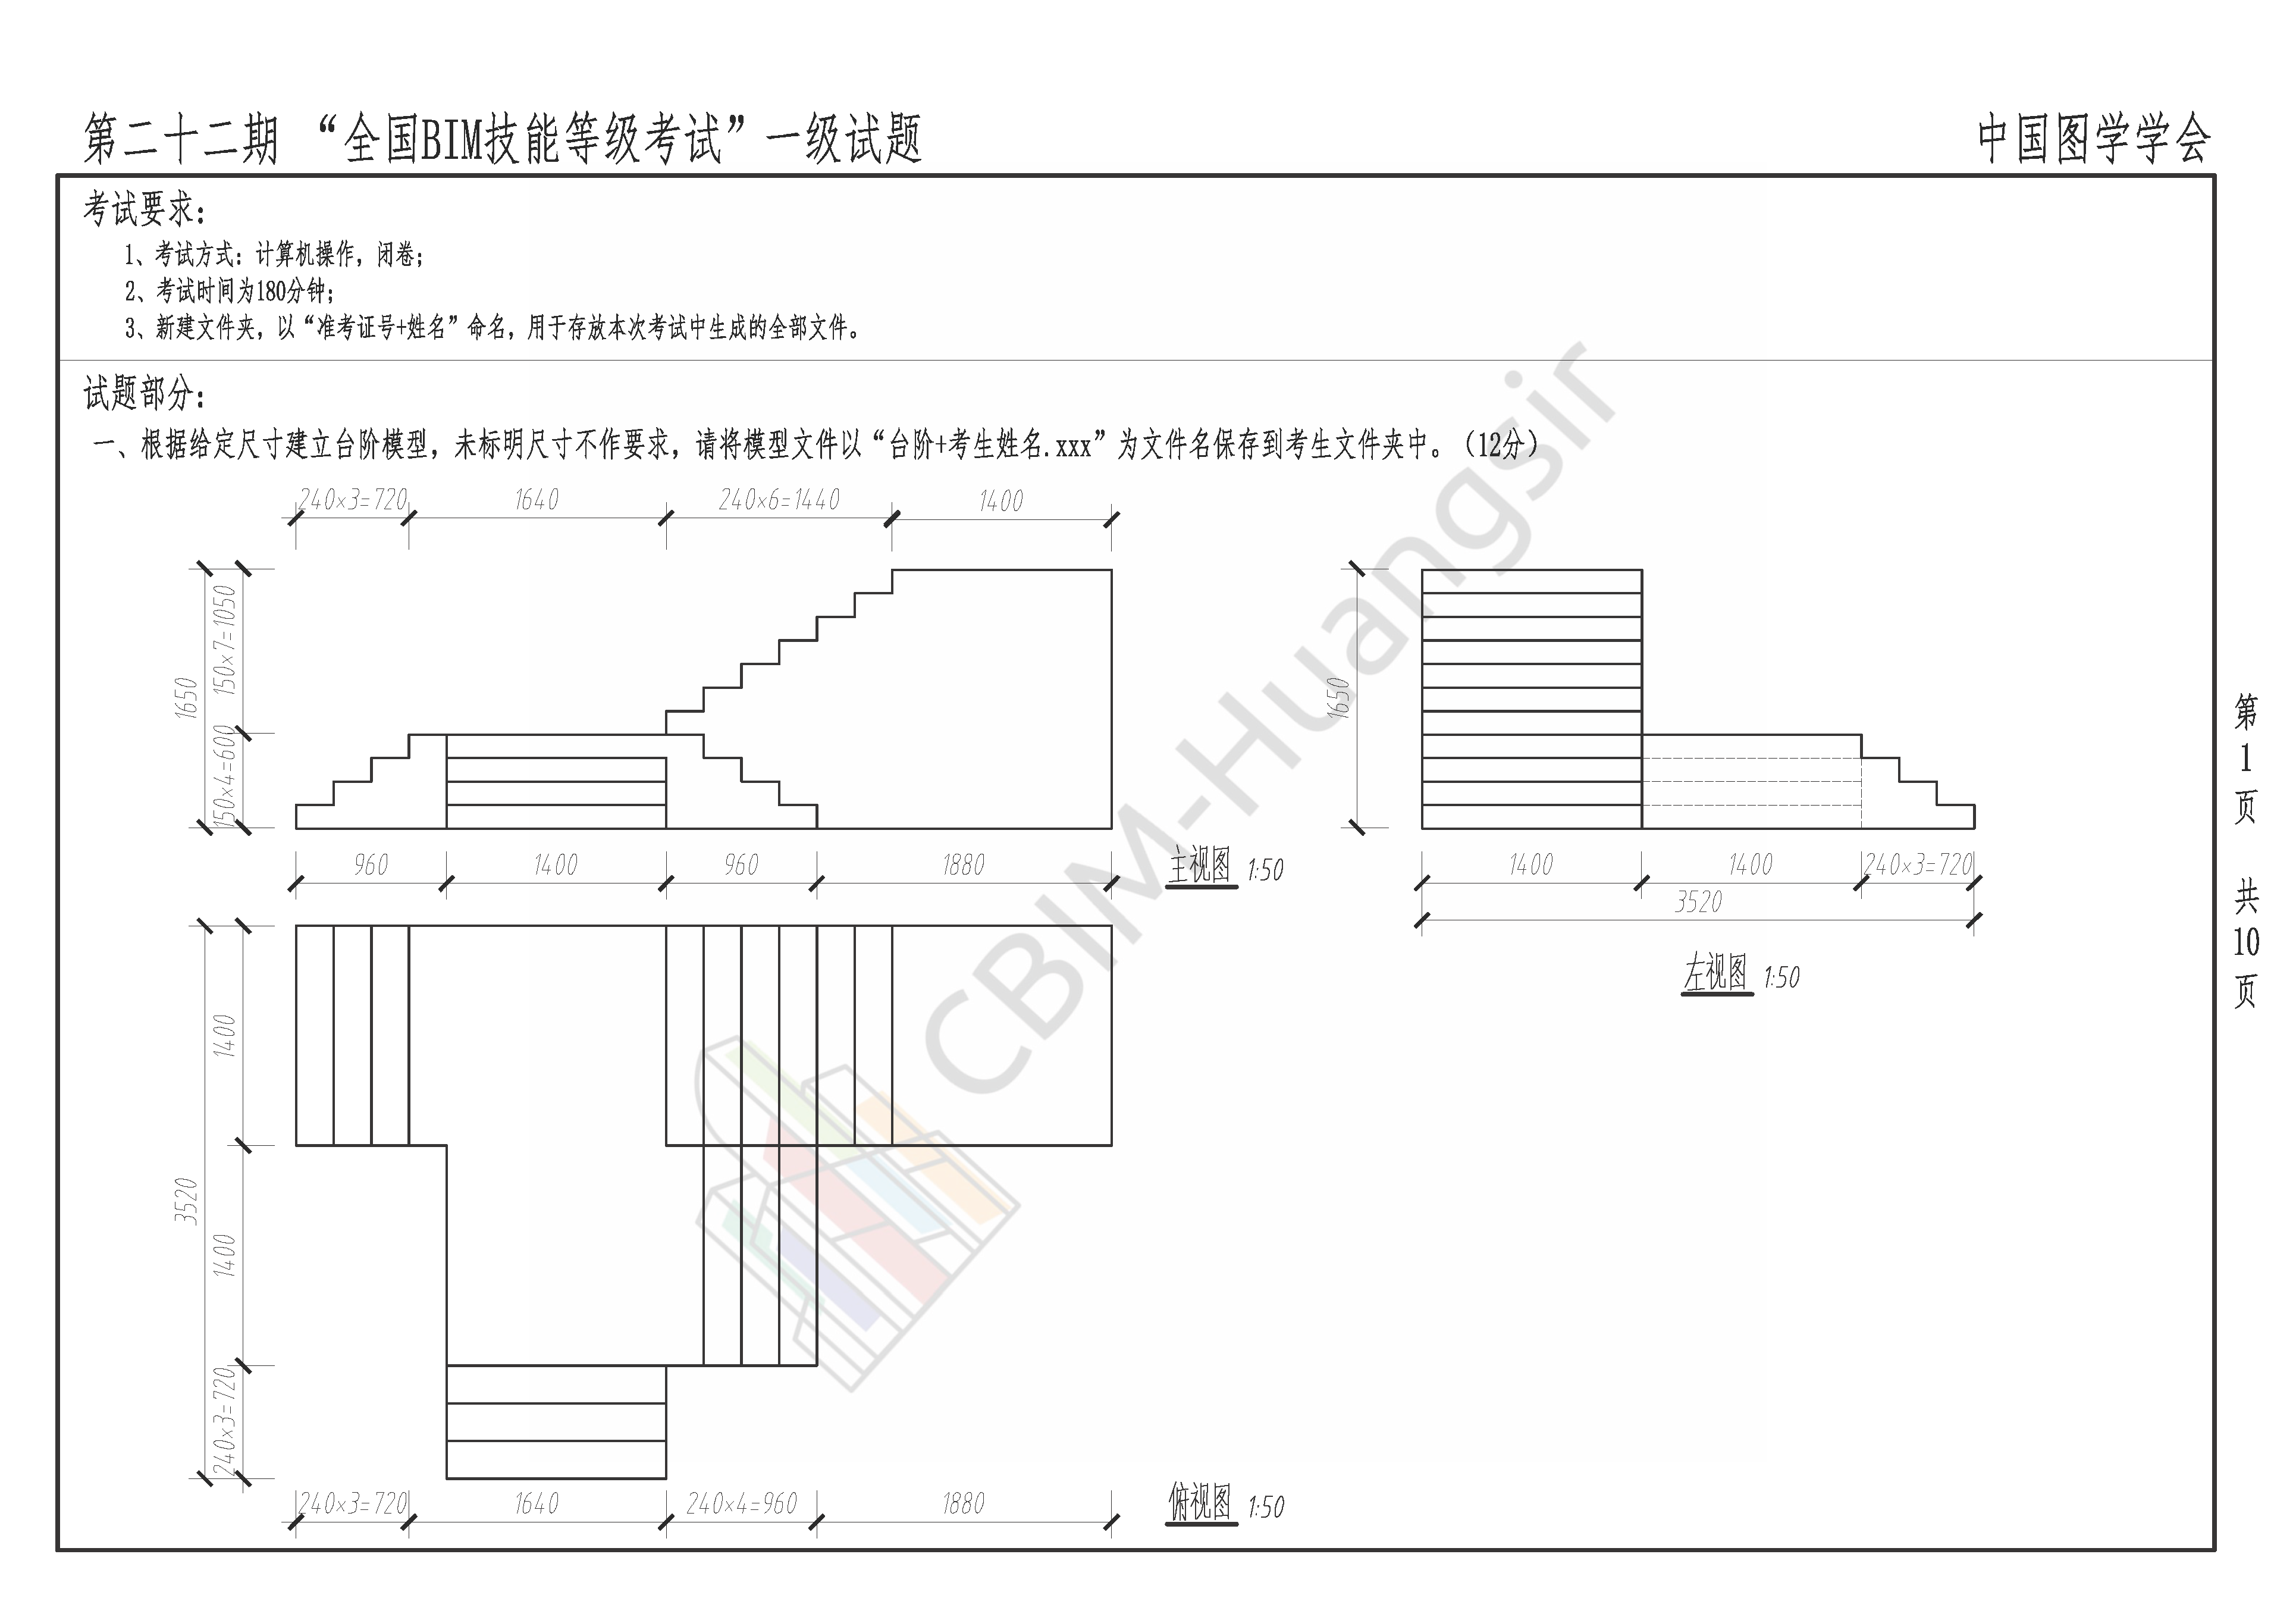 第二十二期 “全国BIM技能等级考试”一级试题
中国图学学会
考试要求：
1、考试方式：计算机操作，闭卷；
2、考试时间为180分钟；
3、新建文件夹，以“准考证号+姓名”命名，用于存放本次考试中生成的全部文件。
试题部分：
一、根据给定尺寸建立台阶模型，未标明尺寸不作要求，请将模型文件以“台阶+考生姓名.xxx”为文件名保存到考生文件夹中。（12分）
240×3=720
1640
240×6=1440
1400
1650
150×7=1050
150×4=600
960
1400
960
1880
主视图 1:50
1650
1400
1400
240×3=720
3520
左视图 1:50
3520
1400
1400
240×3=720
240×3=720
1640
240×4=960
1880
俯视图 1:50
第
1
页
共
10
页
CBIM-Huangsir